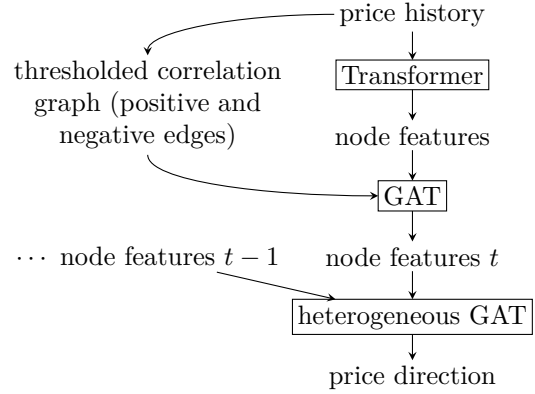 price history
thresholded correlation
graph (positive and
negative edges)
Transformer
node features
GAT
··· node features t − 1
node features t
heterogeneous GAT
price direction